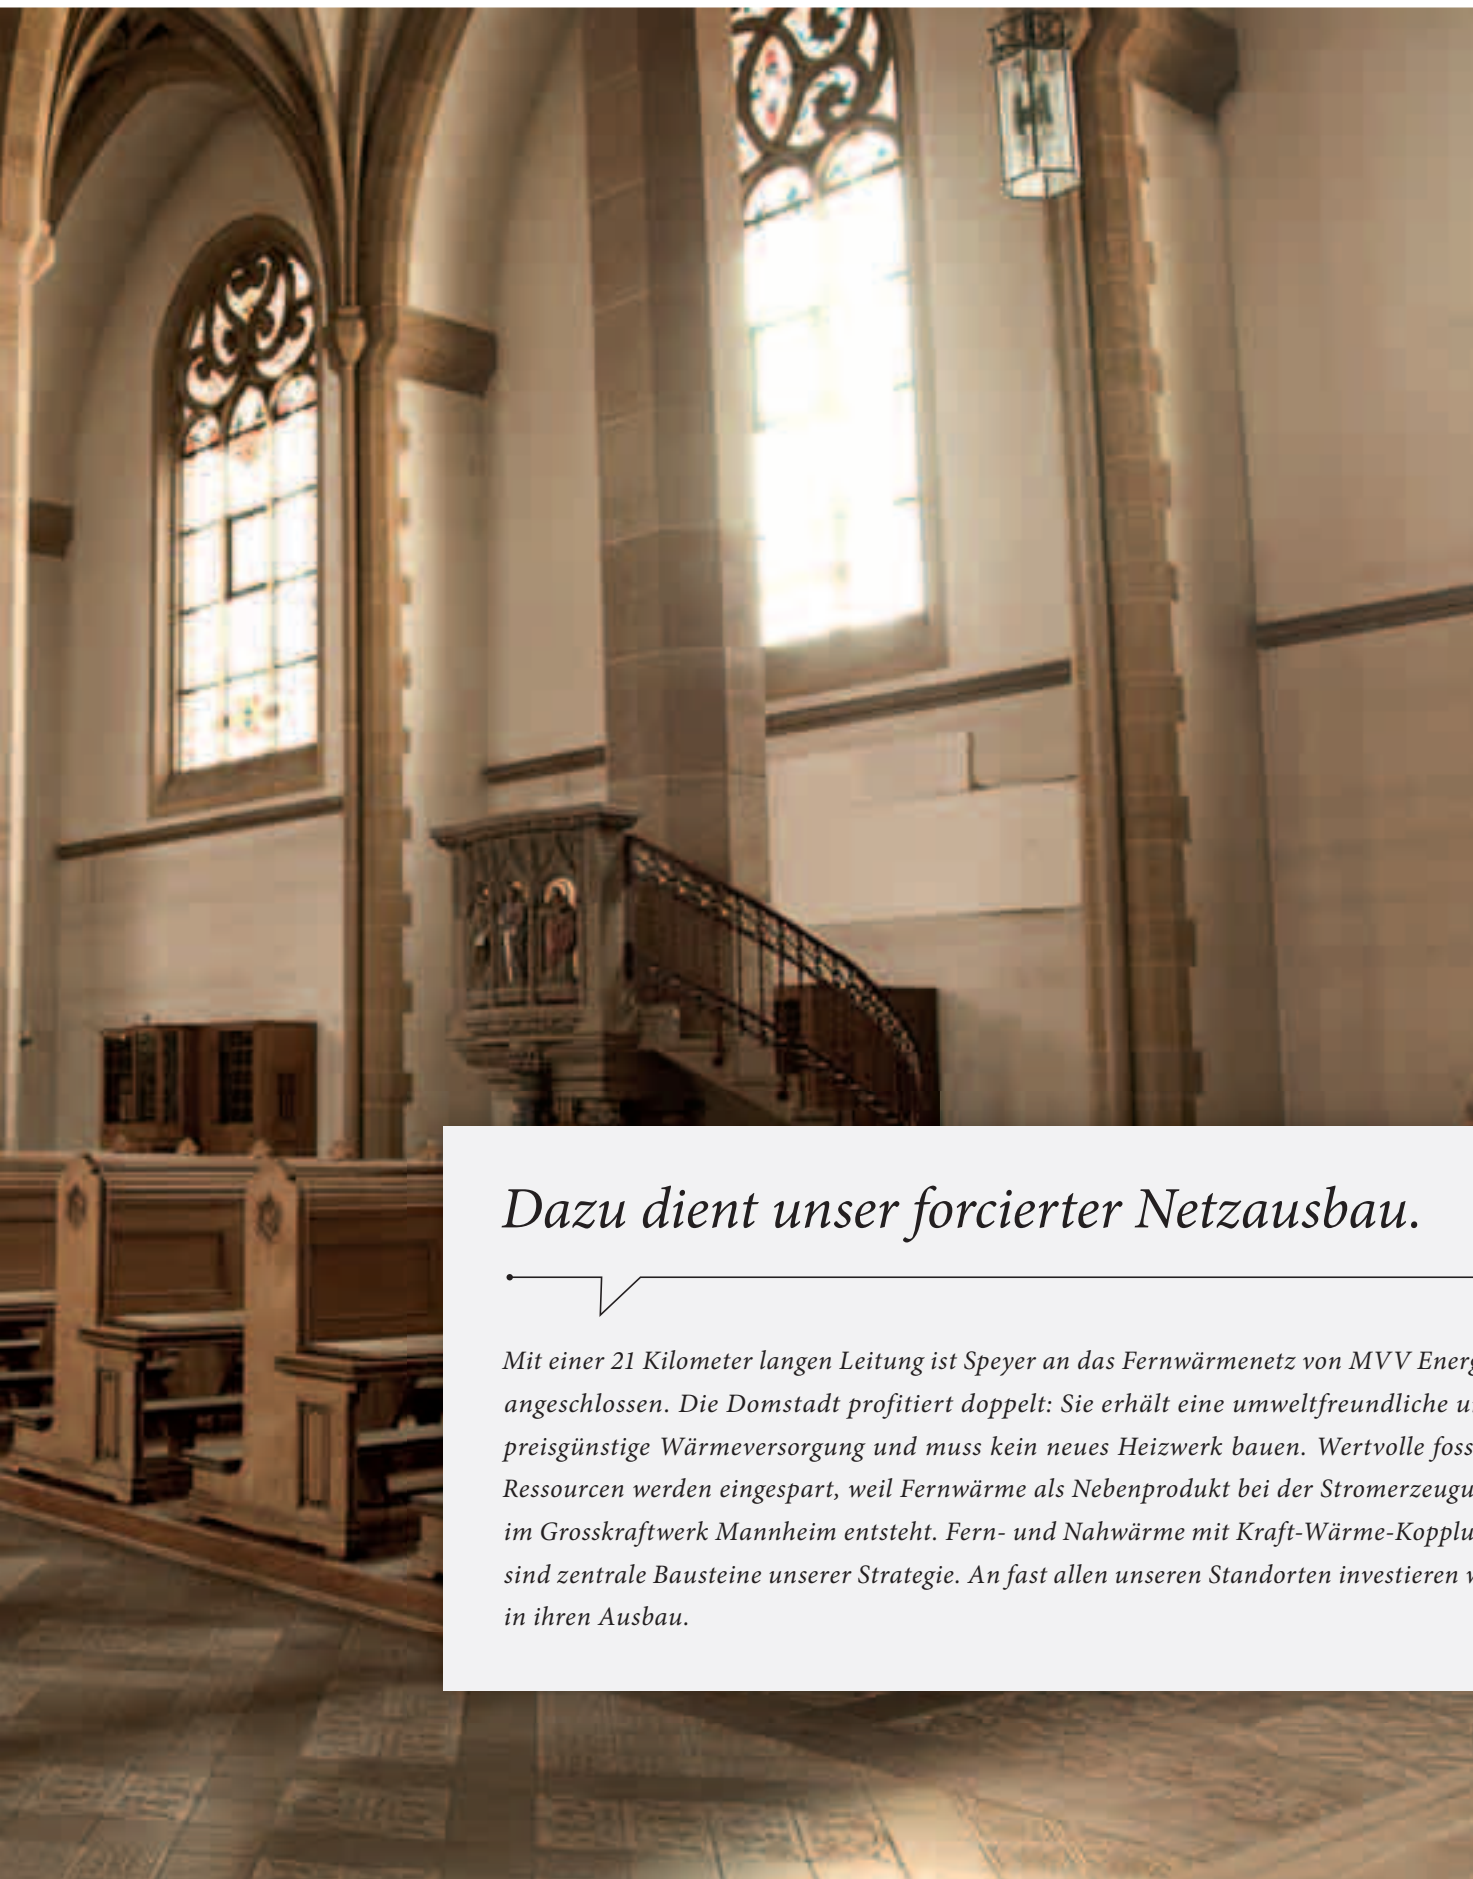 Dazu dient unser forcierter Netzausbau.
Mit einer 21 Kilometer langen Leitung ist Speyer an das Fernwärmenetz von MVV
angeschlossen. Die Domstadt profitiert doppelt: Sie erhält eine umweltfreundliche
preisgünstige Wärmeversorgung und muss kein neues Heizwerk bauen. Wertvolle
Ressourcen werden eingespart, weil Fernwärme als Nebenprodukt bei der
im Grosskraftwerk Mannheim entsteht. Fern- und Nahwärme mit
sind zentrale Bausteine unserer Strategie. An fast allen unseren Standorten investieren
in ihren Ausbau.